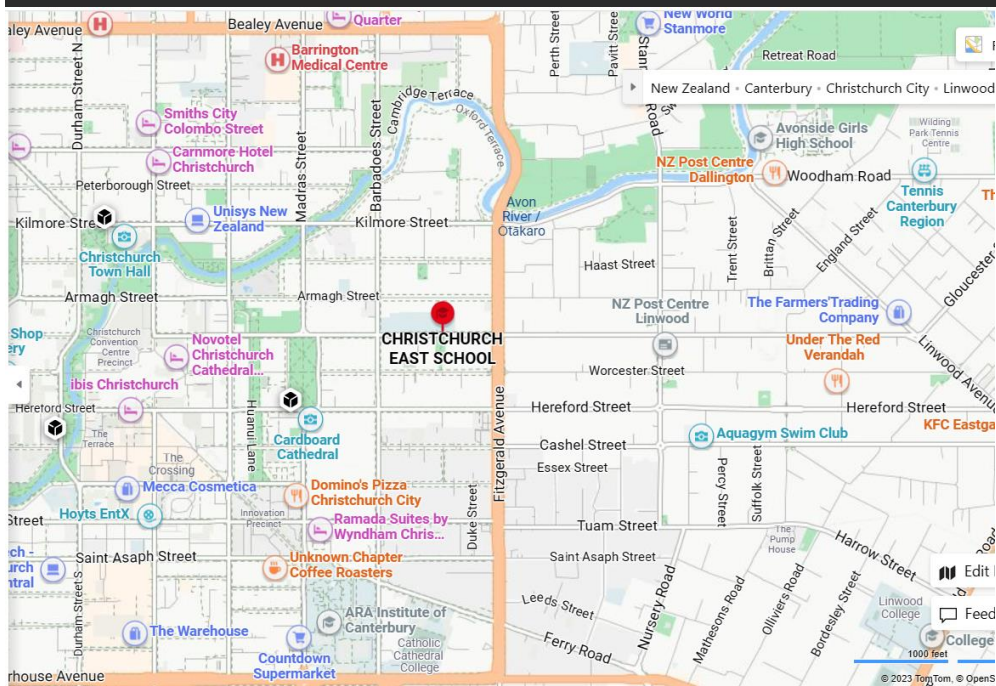 Bealey Avenue
Quarter
New World
Stanmore
aley Avenue
Barrington
Medical Centre
Durham Street N
Perth Street
Pavitt Street
Stan
Road
Retreat Road
New Zealand • Canterbury • Christchurch City • Linwood
Cambridge Terrace
Oxford Terrace
Smiths City
Colombo Street
Carnmore Hotel
Christchurch
Madras Street
Barbadoes Street
Avonside Girls
High School
Wilding
Park Tennis
Centre
NZ Post Centre
Dallington
Woodham Road
Tennis
Canterbury
Region
Th
Peterborough Street
Kilmore Stre
Unisys New
Zealand
Kilmore Street
Avon
River /
Ōtākaro
Christchurch
Town Hall
Haast Street
Trent Street
Brittan Street
England Street
Gloucester
Armagh Street
Armagh Street
NZ Post Centre
Linwood
The Farmers'Trading
Company
Shop
ery
Christchurch
Convention
Centre
Precinct
Novotel
Christchurch
Cathedral...
CHRISTCHURCH
EAST SCHOOL
Under The Red
Verandah
Linwood Avenue
ibis Christchurch
Worcester Street
Hereford Street
Hereford Street
Hereford Street
KFC Eastga
The
Terrace
Huanui Lane
Cardboard
Cathedral
Fitzgerald Avenue
Cashel Street
Aquagym Swim Club
The
Crossing
Essex Street
Percy Street
Suffolk Street
Mecca Cosmetica
Domino's Pizza
Christchurch City
Duke Street
Hoyts EntX
Innovation
Precinct
Ramada Suites by
Wyndham Chris...
Street
Tuam Street
The
Pump
House
Harrow Street
Saint Asaph Street
Saint Asaph Street
ech -
urch
ntral
Unknown Chapter
Coffee Roasters
Edit
Durham Street S
Leeds Street
Nursery Road
Mathesons Road
Olliviers Road
Bordesley Street
Linwood
College
Feed
ARA Institute of
Canterbury
The Warehouse
Catholic
Cathedral
College
Ferry Road
College
Countdown
Supermarket
1000 feet
rhouse Avenue
© 2023 TomTom, © OpenS